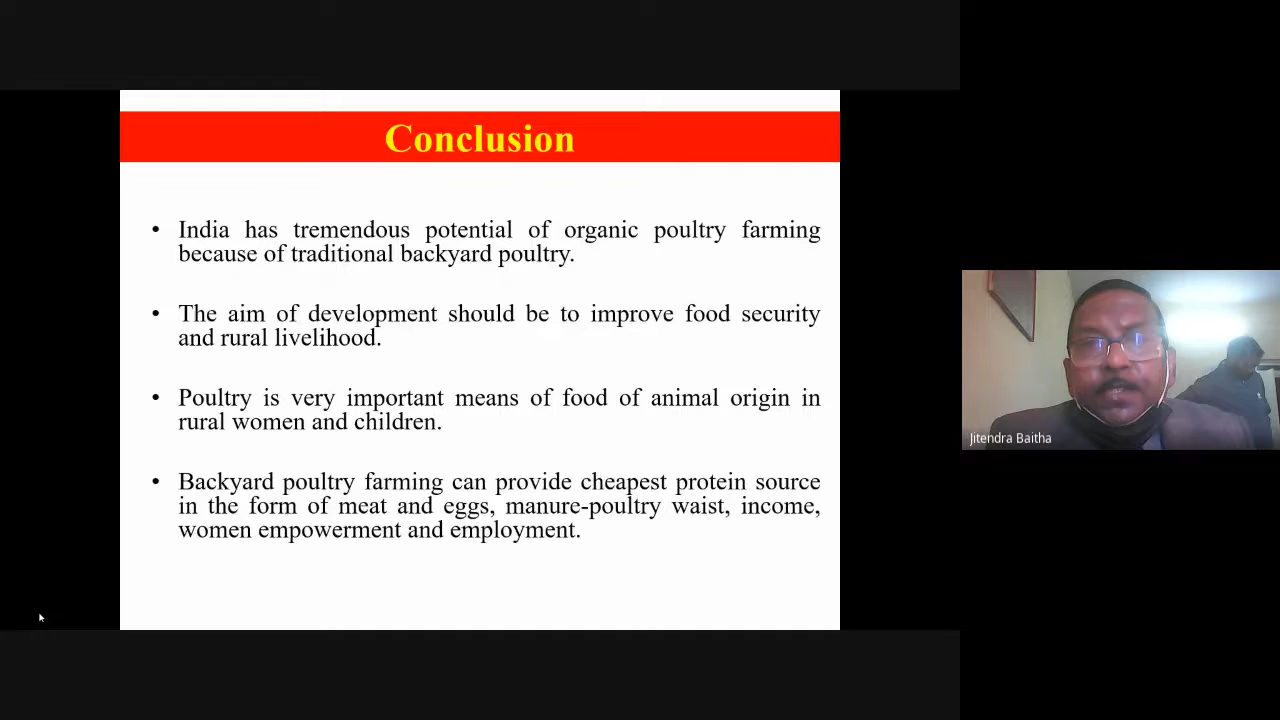 Conclusion
• India has tremendous potential of organic poultry farming
because of traditional backyard poultry.
• The aim of development should be to improve food security
and rural livelihood.
• Poultry is very important means of food of animal origin in
rural women and children.
• Backyard poultry farming can provide cheapest protein source
in the form of meat and eggs, manure-poultry waist, income,
women empowerment and employment.
Jitendra Baitha